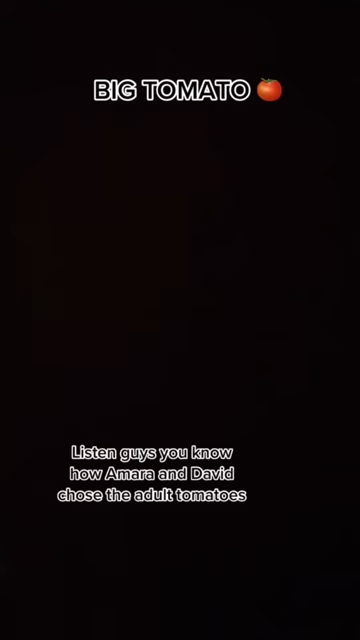 BIG TOMATO 🍅
Listen guys you know
how Amara and David
chose the adult tomatoes